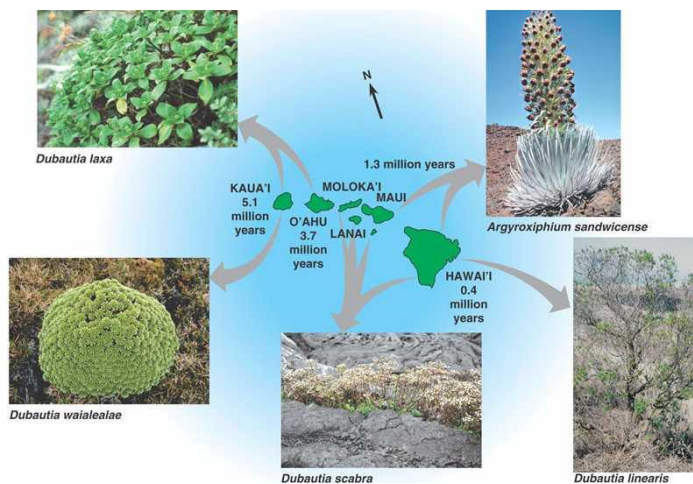 N
Dubautia laxa
1.3 million years
KAUA'I
5.1
million
years
MOLOKA'I
MAUI
O'AHU
3.7
million
years
LANAI
Argyroxiphium sandwicense
HAWAI'I
0.4
million
years
Dubautia waialealae
Dubautia scabra
Dubautia linearis